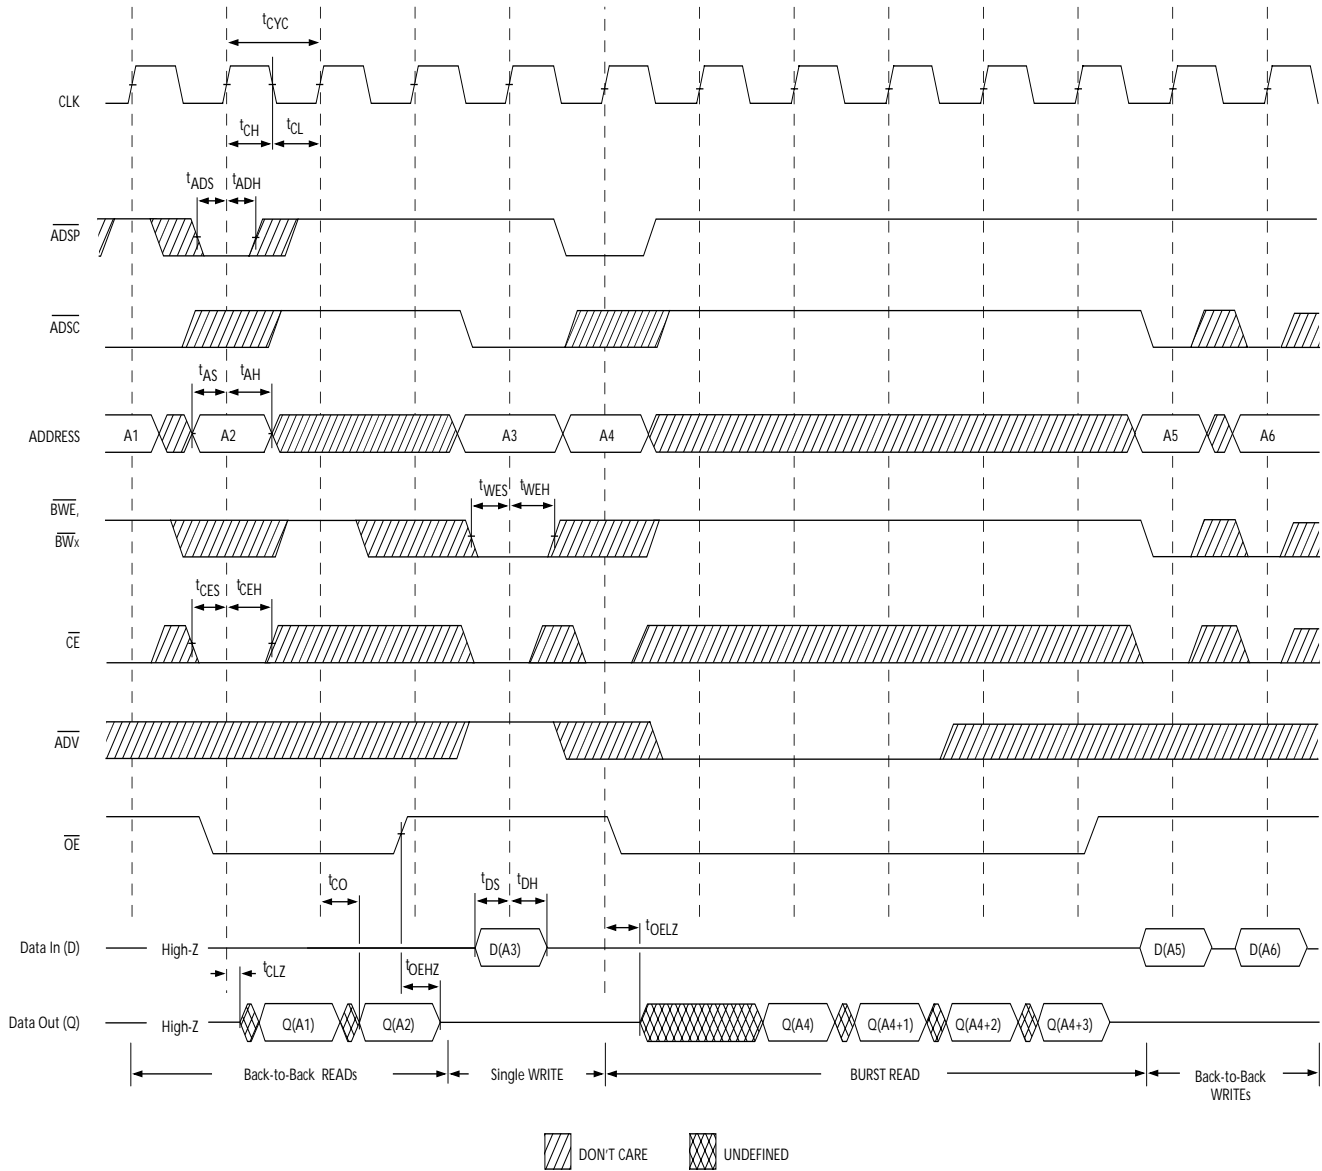 tCYC
CLK
tCH tCL
tADS tADH
ADSP
ADSC
tAS tAH
ADDRESS A1 A2 A3 A4 A5 A6
tWES tWEH
BWE,
BWx
tCES tCEH
CE
ADV
OE
tCO tDS tDH
tOELZ
Data In (D) High-Z D(A3) D(A5) D(A6)
tCLZ tOEHZ
Data Out (Q) High-Z Q(A1) Q(A2) Q(A4) Q(A4+1) Q(A4+2) Q(A4+3)
Back-to-Back READs Single WRITE BURST READ Back-to-Back
WRITEs
DON'T CARE UNDEFINED